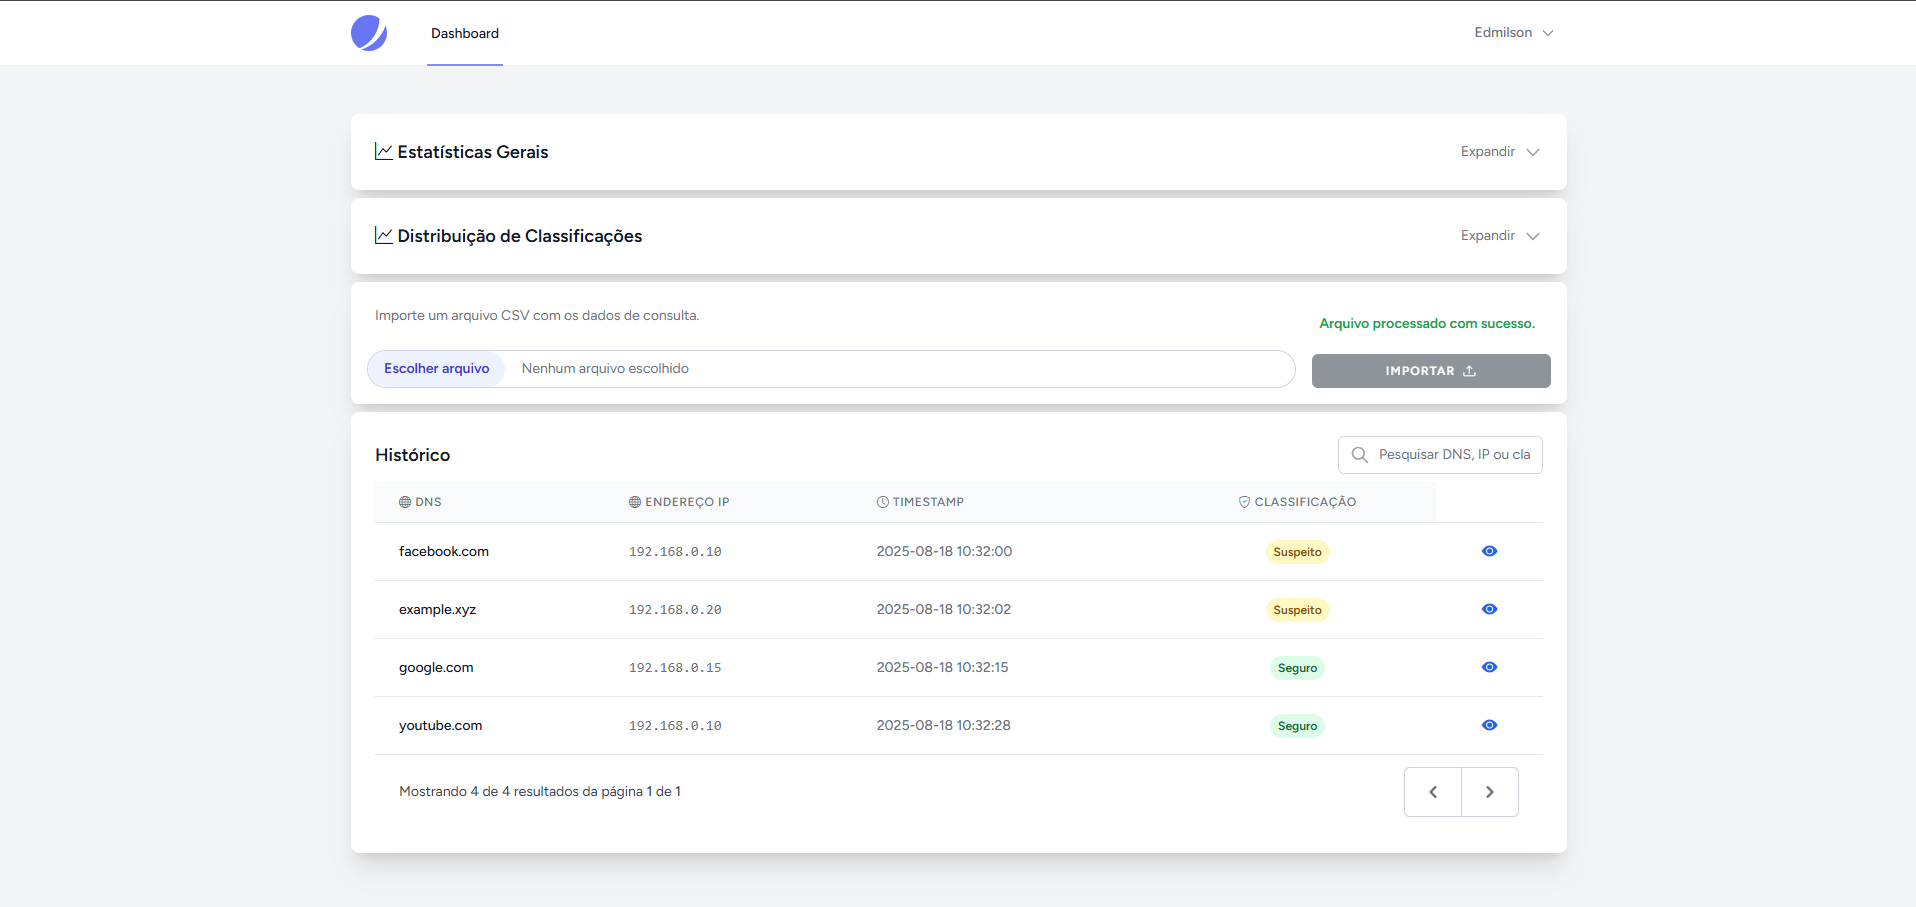 Dashboard
Edmilson
Estatísticas Gerais
Expandir
Distribuição de Classificações
Expandir
Importe um arquivo CSV com os dados de consulta.
Arquivo processado com sucesso.
Escolher arquivo Nenhum arquivo escolhido
IMPORTAR
Histórico
Pesquisar DNS, IP ou cla
DNS ENDEREÇO IP TIMESTAMP CLASSIFICAÇÃO
facebook.com 192.168.0.10 2025-08-18 10:32:00 Suspeito
example.xyz 192.168.0.20 2025-08-18 10:32:02 Suspeito
google.com 192.168.0.15 2025-08-18 10:32:15 Seguro
youtube.com 192.168.0.10 2025-08-18 10:32:28 Seguro
Mostrando 4 de 4 resultados da página 1 de 1